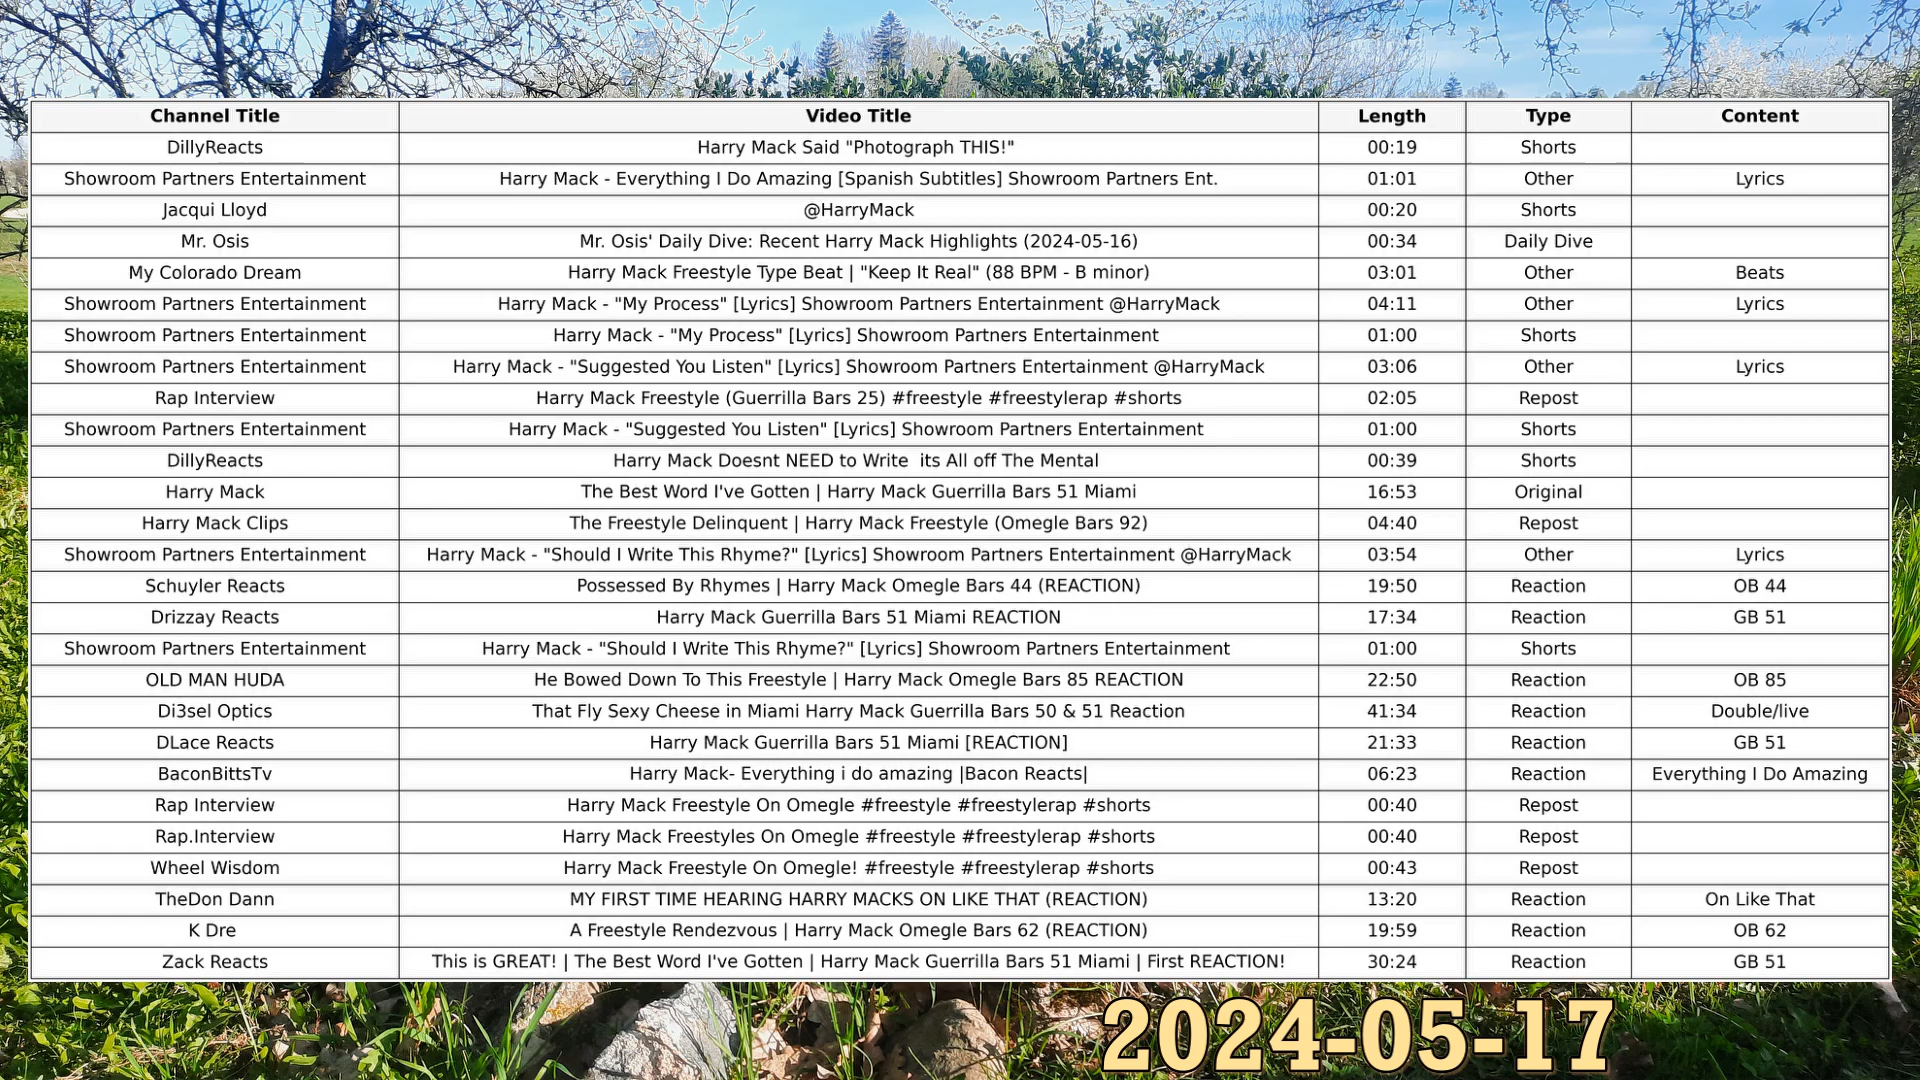 Channel Title Video Title Length Type Content
DillyReacts Harry Mack Said "Photograph THIS!" 00:19 Shorts
Showroom Partners Entertainment Harry Mack - Everything I Do Amazing [Spanish Subtitles] Showroom Partners Ent. 01:01 Other Lyrics
Jacqui Lloyd @HarryMack 00:20 Shorts
Mr. Osis Mr. Osis' Daily Dive: Recent Harry Mack Highlights (2024-05-16) 00:34 Daily Dive
My Colorado Dream Harry Mack Freestyle Type Beat | "Keep It Real" (88 BPM - B minor) 03:01 Other Beats
Showroom Partners Entertainment Harry Mack - "My Process" [Lyrics] Showroom Partners Entertainment @HarryMack 04:11 Other Lyrics
Showroom Partners Entertainment Harry Mack - "My Process" [Lyrics] Showroom Partners Entertainment 01:00 Shorts
Showroom Partners Entertainment Harry Mack - "Suggested You Listen" [Lyrics] Showroom Partners Entertainment @HarryMack 03:06 Other Lyrics
Rap Interview Harry Mack Freestyle (Guerrilla Bars 25) #freestyle #freestylerap #shorts 02:05 Repost
Showroom Partners Entertainment Harry Mack - "Suggested You Listen" [Lyrics] Showroom Partners Entertainment 01:00 Shorts
DillyReacts Harry Mack Doesnt NEED to Write its All off The Mental 00:39 Shorts
Harry Mack The Best Word I've Gotten | Harry Mack Guerrilla Bars 51 Miami 16:53 Original
Harry Mack Clips The Freestyle Delinquent | Harry Mack Freestyle (Omegle Bars 92) 04:40 Repost
Showroom Partners Entertainment Harry Mack - "Should I Write This Rhyme?" [Lyrics] Showroom Partners Entertainment @HarryMack 03:54 Other Lyrics
Schuyler Reacts Possessed By Rhymes | Harry Mack Omegle Bars 44 (REACTION) 19:50 Reaction OB 44
Drizzay Reacts Harry Mack Guerrilla Bars 51 Miami REACTION 17:34 Reaction GB 51
Showroom Partners Entertainment Harry Mack - "Should I Write This Rhyme?" [Lyrics] Showroom Partners Entertainment 01:00 Shorts
OLD MAN HUDA He Bowed Down To This Freestyle | Harry Mack Omegle Bars 85 REACTION 22:50 Reaction OB 85
Di3sel Optics That Fly Sexy Cheese in Miami Harry Mack Guerrilla Bars 50 & 51 Reaction 41:34 Reaction Double/live
DLace Reacts Harry Mack Guerrilla Bars 51 Miami [REACTION] 21:33 Reaction GB 51
BaconBittsTv Harry Mack- Everything i do amazing |Bacon Reacts| 06:23 Reaction Everything I Do Amazing
Rap Interview Harry Mack Freestyle On Omegle #freestyle #freestylerap #shorts 00:40 Repost
Rap.Interview Harry Mack Freestyles On Omegle #freestyle #freestylerap #shorts 00:40 Repost
Wheel Wisdom Harry Mack Freestyle On Omegle! #freestyle #freestylerap #shorts 00:43 Repost
TheDon Dann MY FIRST TIME HEARING HARRY MACKS ON LIKE THAT (REACTION) 13:20 Reaction On Like That
K Dre A Freestyle Rendezvous | Harry Mack Omegle Bars 62 (REACTION) 19:59 Reaction OB 62
Zack Reacts This is GREAT! | The Best Word I've Gotten | Harry Mack Guerrilla Bars 51 Miami | First REACTION! 30:24 Reaction GB 51
2024-05-17